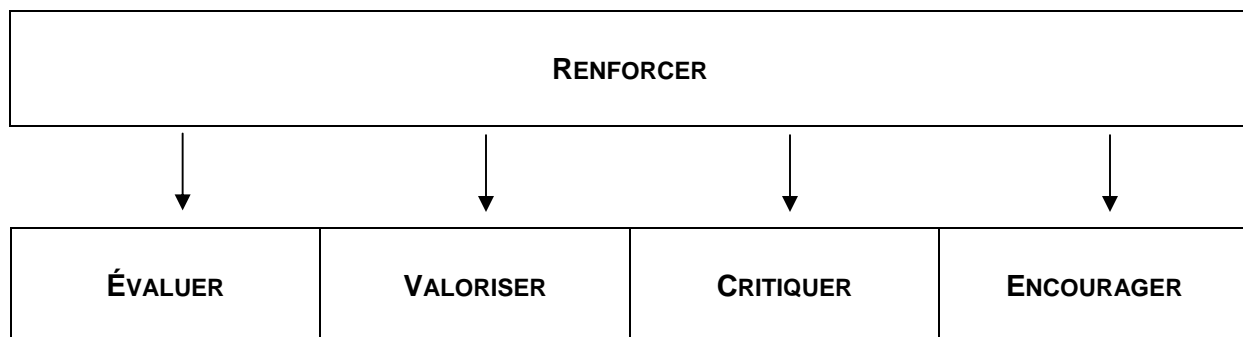 RENFORCER
ÉVALUER
VALORISER
CRITIQUER
ENCOURAGER